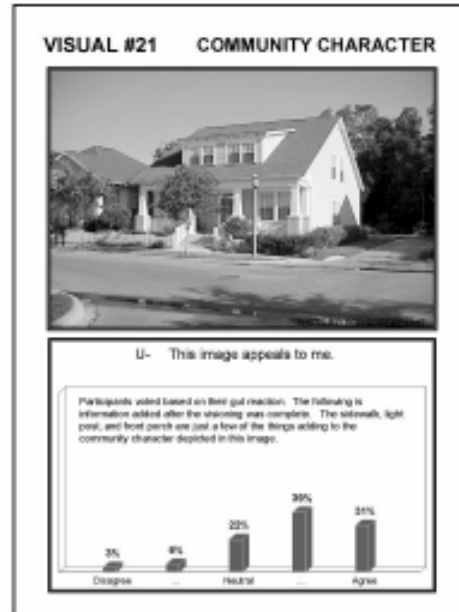 VISUAL #21 COMMUNITY CHARACTER
U- This image appeals to me.
Participants voted based on their gut reaction. The following is
information added after the visioning was complete. The sidewalk, light
post, and front porch are just a few of the things adding to the
community character depicted in this image.
3% 6% 22% 31%
Disagree ... Neutral ... Agree